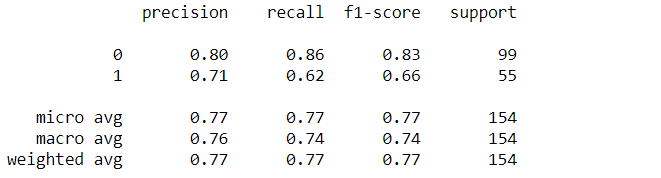 precision recall f1-score support
0 0.80 0.86 0.83 99
1 0.71 0.62 0.66 55
micro avg 0.77 0.77 0.77 154
macro avg 0.76 0.74 0.74 154
weighted avg 0.77 0.77 0.77 154